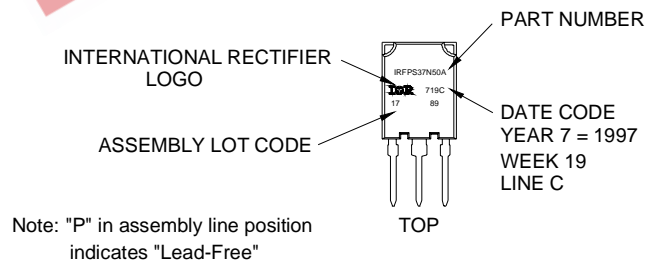 PART NUMBER
INTERNATIONAL RECTIFIER
LOGO
IRFPS37N50A
IGR 719C
17 89
ASSEMBLY LOT CODE
DATE CODE
YEAR 7 = 1997
WEEK 19
LINE C
Note: "P" in assembly line position
indicates "Lead-Free"
TOP